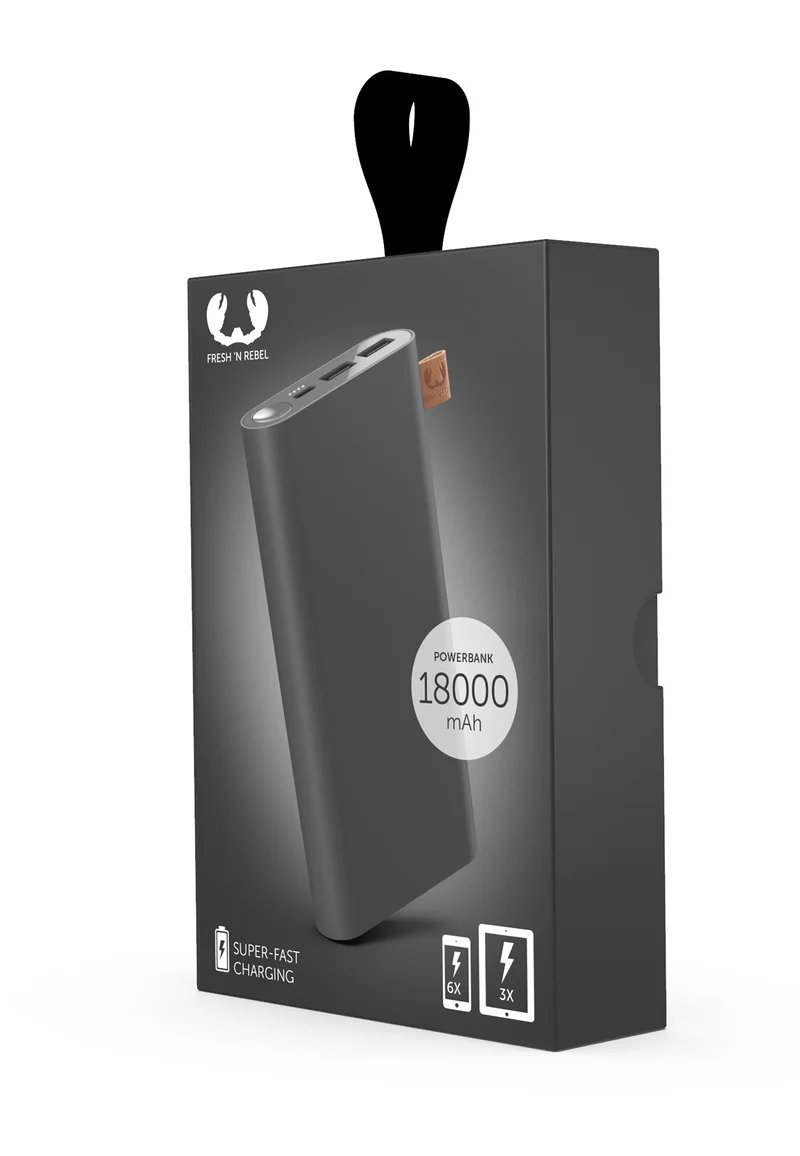 FRESH 'N REBEL
POWERBANK
18000
mAh
SUPER-FAST
CHARGING
6X
3X